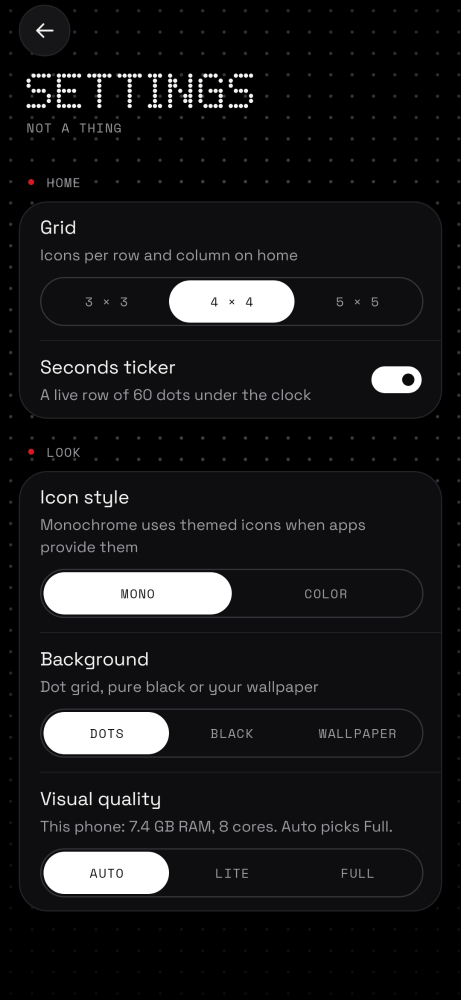 SETTINGS
NOT A THING
HOME
Grid
Icons per row and column on home
3 × 3 4 × 4 5 × 5
Seconds ticker
A live row of 60 dots under the clock
LOOK
Icon style
Monochrome uses themed icons when apps
provide them
MONO COLOR
Background
Dot grid, pure black or your wallpaper
DOTS BLACK WALLPAPER
Visual quality
This phone: 7.4 GB RAM, 8 cores. Auto picks Full.
AUTO LITE FULL